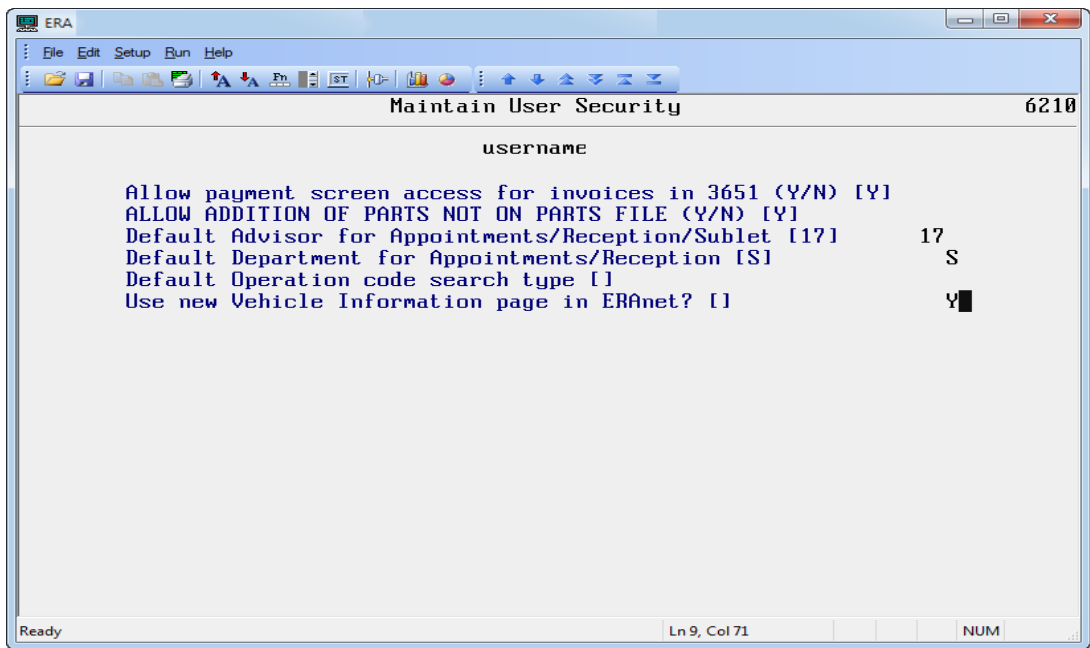 ERA
File Edit Setup Run Help
Fn ST
Maintain User Security 6210
username
Allow payment screen access for invoices in 3651 (Y/N) [Y]
ALLOW ADDITION OF PARTS NOT ON PARTS FILE (Y/N) [Y]
Default Advisor for Appointments/Reception/Sublet [17] 17
Default Department for Appointments/Reception [S] S
Default Operation code search type []
Use new Vehicle Information page in ERAnet? [] Y
Ready Ln 9, Col 71 NUM